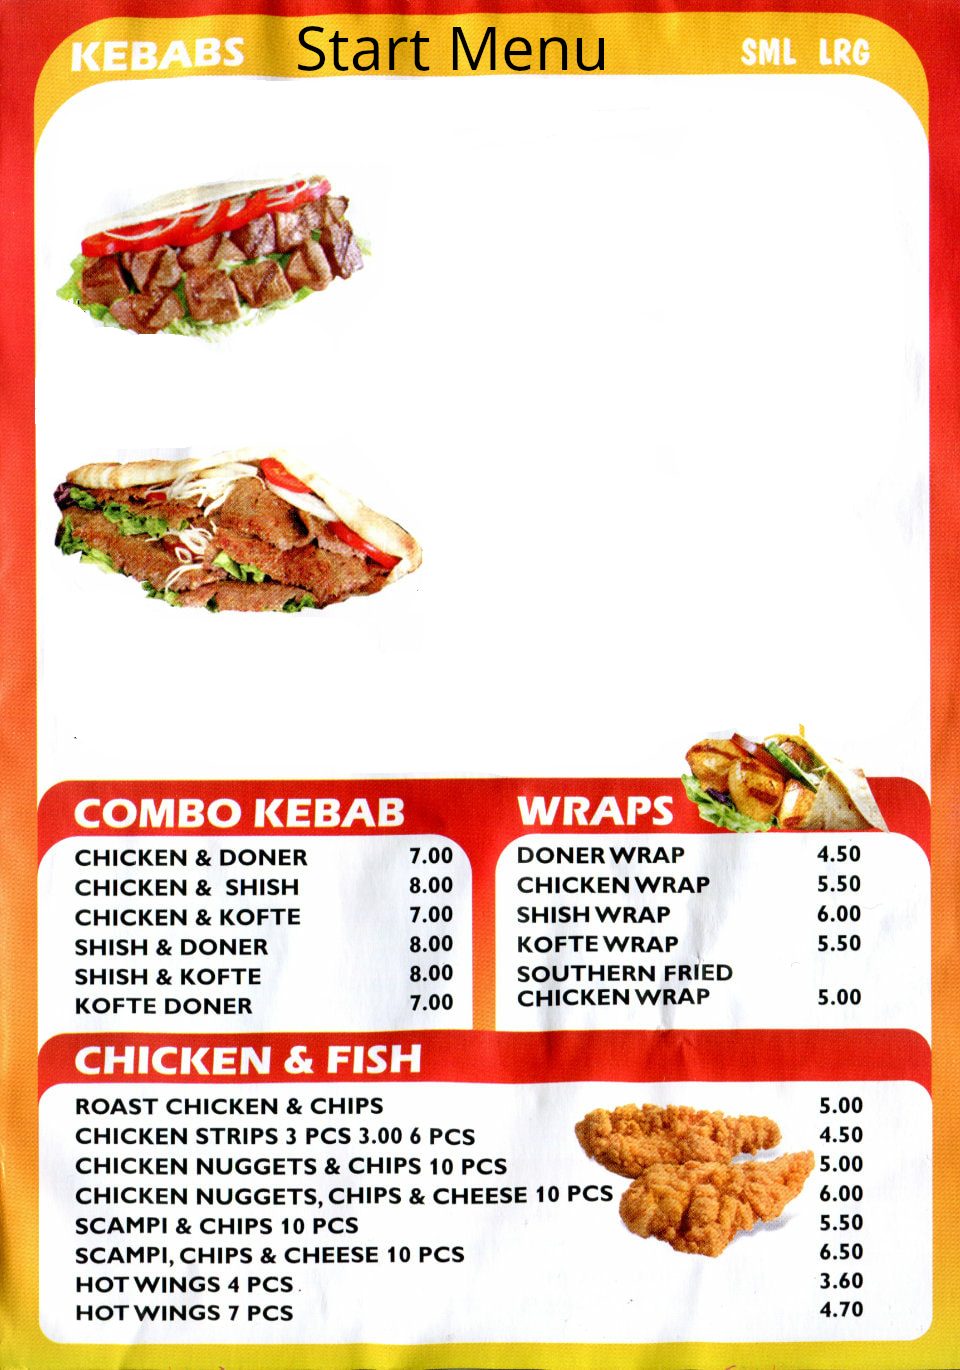 KEBABS Start Menu SML LRG
COMBO KEBAB
CHICKEN & DONER 7.00
CHICKEN & SHISH 8.00
CHICKEN & KOFTE 7.00
SHISH & DONER 8.00
SHISH & KOFTE 8.00
KOFTE DONER 7.00
WRAPS
DONER WRAP 4.50
CHICKEN WRAP 5.50
SHISH WRAP 6.00
KOFTE WRAP 5.50
SOUTHERN FRIED
CHICKEN WRAP 5.00
CHICKEN & FISH
ROAST CHICKEN & CHIPS 5.00
CHICKEN STRIPS 3 PCS 3.00 6 PCS 4.50
CHICKEN NUGGETS & CHIPS 10 PCS 5.00
CHICKEN NUGGETS, CHIPS & CHEESE 10 PCS 6.00
SCAMPI & CHIPS 10 PCS 5.50
SCAMPI, CHIPS & CHEESE 10 PCS 6.50
HOT WINGS 4 PCS. 3.60
HOT WINGS 7 PCS 4.70